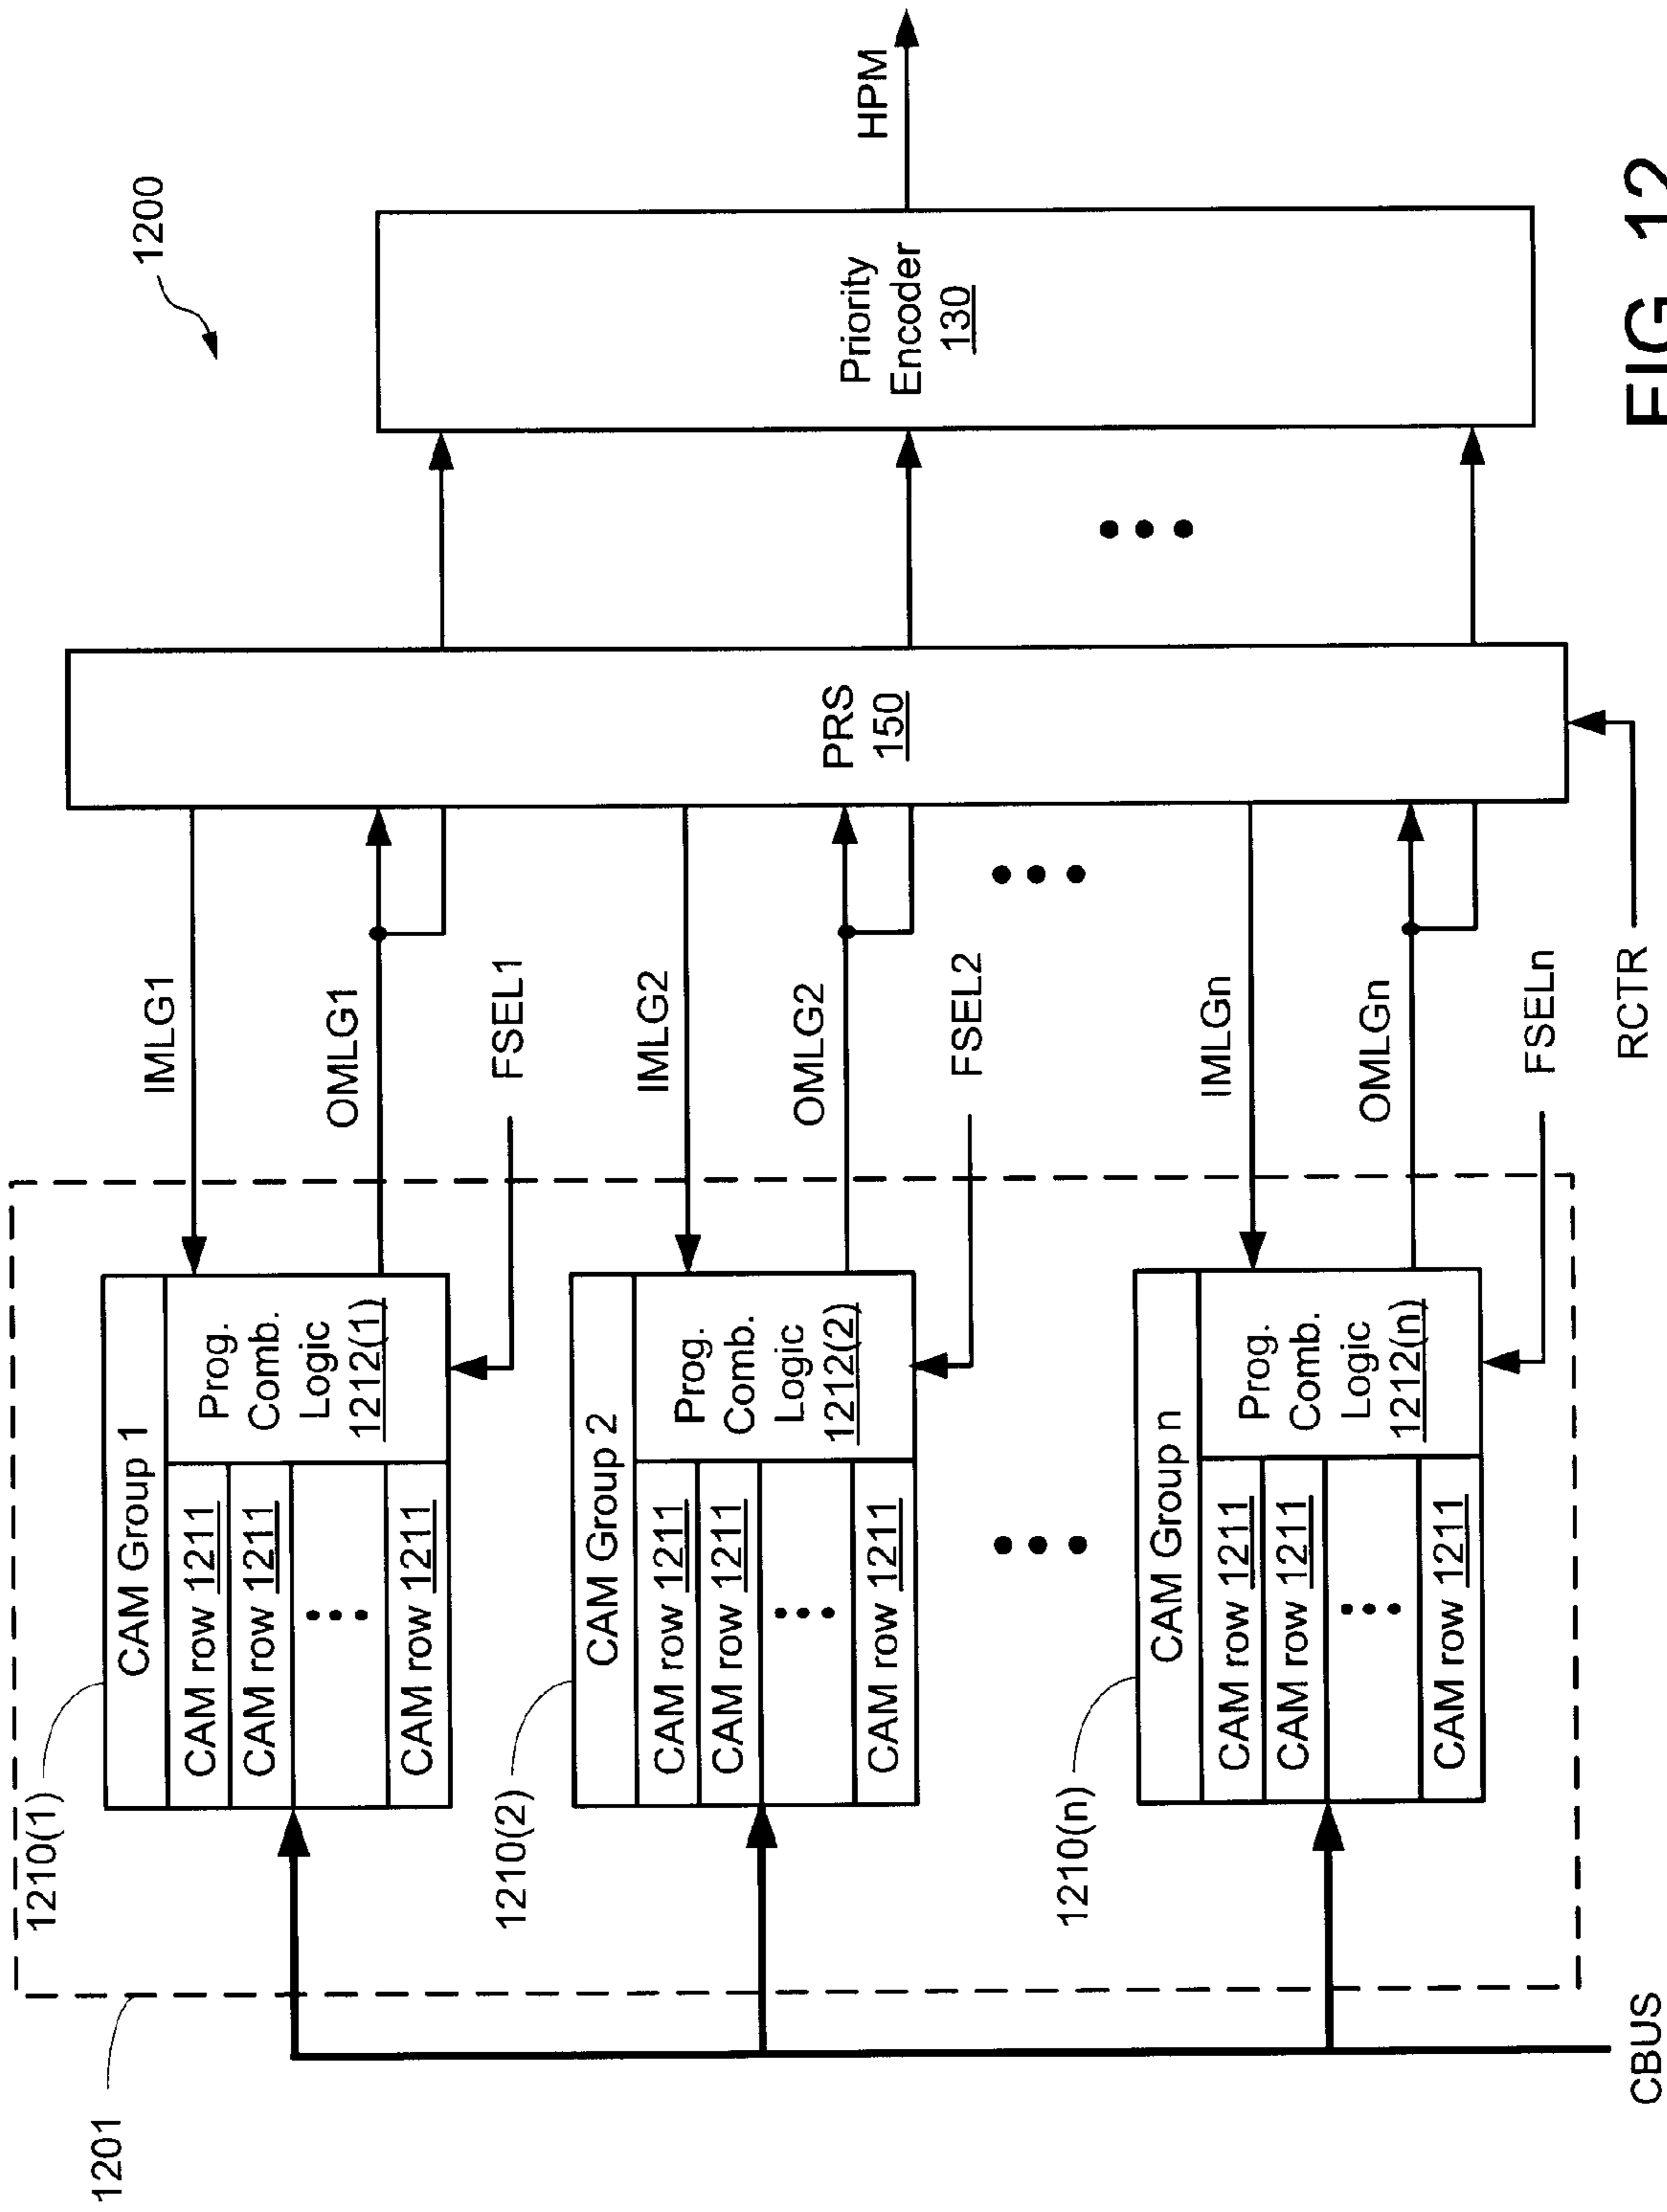 1200
1201
1210(1)
CAM Group 1
CAM row 1211
CAM row 1211
CAM row 1211
Prog.
Comb.
Logic
1212(1)
IMLG1
OMLG1
FSEL1
1210(2)
CAM Group 2
CAM row 1211
CAM row 1211
CAM row 1211
Prog.
Comb.
Logic
1212(2)
IMLG2
OMLG2
FSEL2
1210(n)
CAM Group n
CAM row 1211
CAM row 1211
CAM row 1211
Prog.
Comb.
Logic
1212(n)
IMLGn
OMLGn
FSELn
PRS
150
Priority
Encoder
130
HPM
CBUS
RCTR
FIG. 12